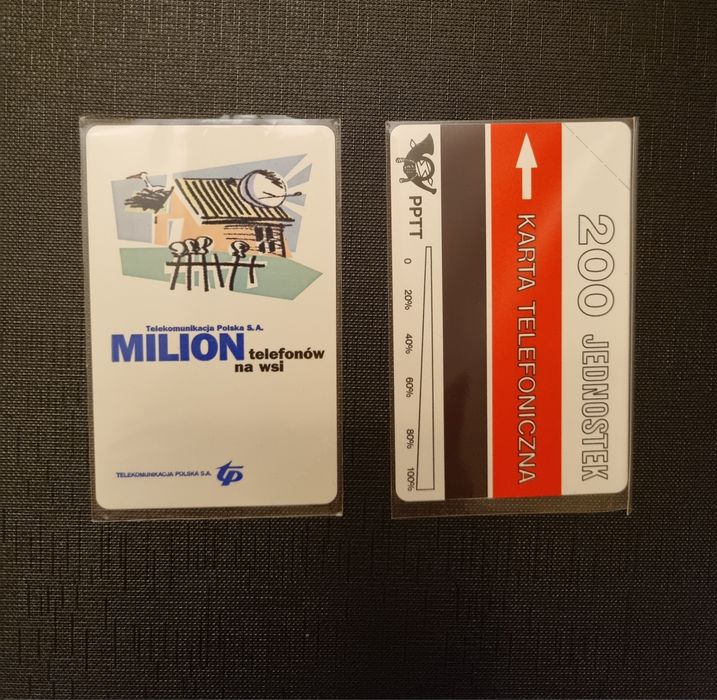 Telekomunikacja Polska S.A.
MILION telefonów
na wsi
TELEKOMUNIKACJA POLSKA S.A. tp
200 JEDNOSTEK
KARTA TELEFONICZNA
PPTT
0 20% 40% 60% 80% 100%